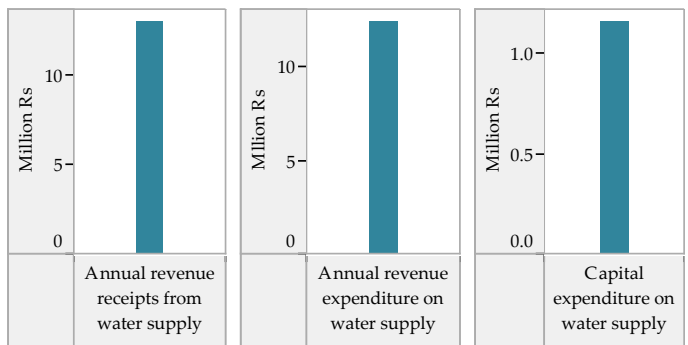 Million Rs
10
5
0
Annual revenue
receipts from
water supply
Mllion Rs
10
5
0
Annual revenue
expenditure on
water supply
Million Rs
1.0
0.5
0.0
Capital
expenditure on
water supply